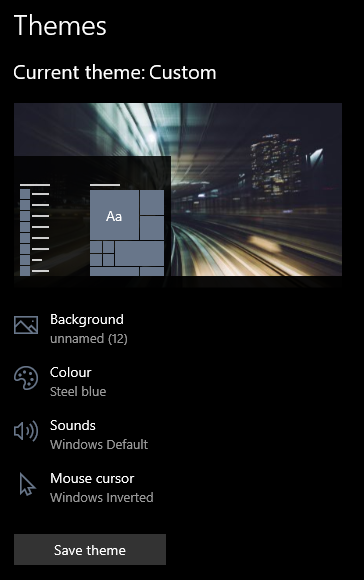 Themes
Current theme: Custom
Aa
Background
unnamed (12)
Colour
Steel blue
Sounds
Windows Default
Mouse cursor
Windows Inverted
Save theme